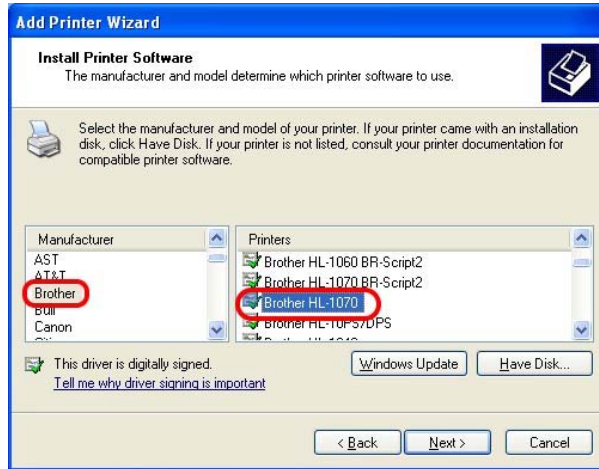 Add Printer Wizard
Install Printer Software
The manufacturer and model determine which printer software to use.
Select the manufacturer and model of your printer. If your printer came with an installation
disk, click Have Disk. If your printer is not listed, consult your printer documentation for
compatible printer software.
Manufacturer
AST
AT&T
Brother
Bull
Canon
Printers
Brother HL-1060 BR-Script2
Brother HL-1070 BR-Script2
Brother HL-1070
Brother HL-10PS7DPS
This driver is digitally signed.
Tell me why driver signing is important
Windows Update
Have Disk...
< Back
Next >
Cancel